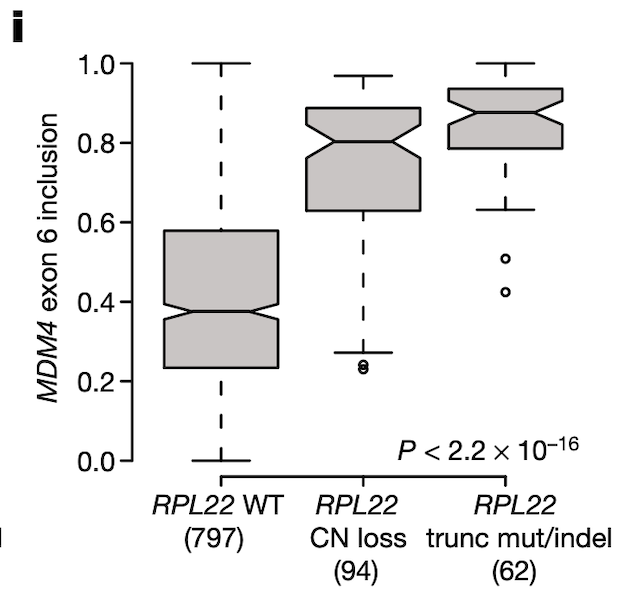 i
MDM4 exon 6 inclusion
1.0
0.8
0.6
0.4
0.2
0.0
P < 2.2 × 10⁻¹⁶
RPL22 WT
(797)
RPL22
CN loss
(94)
RPL22
trunc mut/indel
(62)